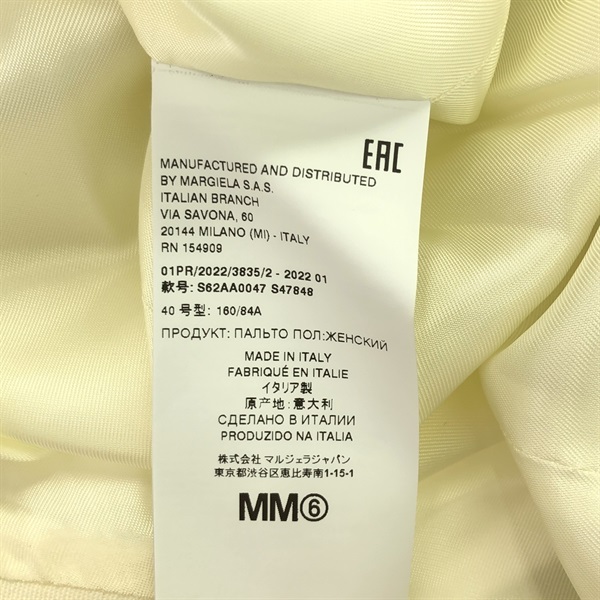 EAC
MANUFACTURED AND DISTRIBUTED
BY MARGIELA S.A.S.
ITALIAN BRANCH
VIA SAVONA, 60
20144 MILANO (MI) - ITALY
RN 154909
01PR/2022/3835/2 - 2022 01
款号: S62AA0047 S47848
40 号型: 160/84A
ПРОДУКТ: ПАЛЬТО ПОЛ:ЖЕНСКИЙ
MADE IN ITALY
FABRIQUÉ EN ITALIE
イタリア製
原产地: 意大利
СДЕЛАНО В ИТАЛИИ
PRODUZIDO NA ITALIA
株式会社 マルジェラジャパン
東京都渋谷区恵比寿南1-15-1
MM⑥